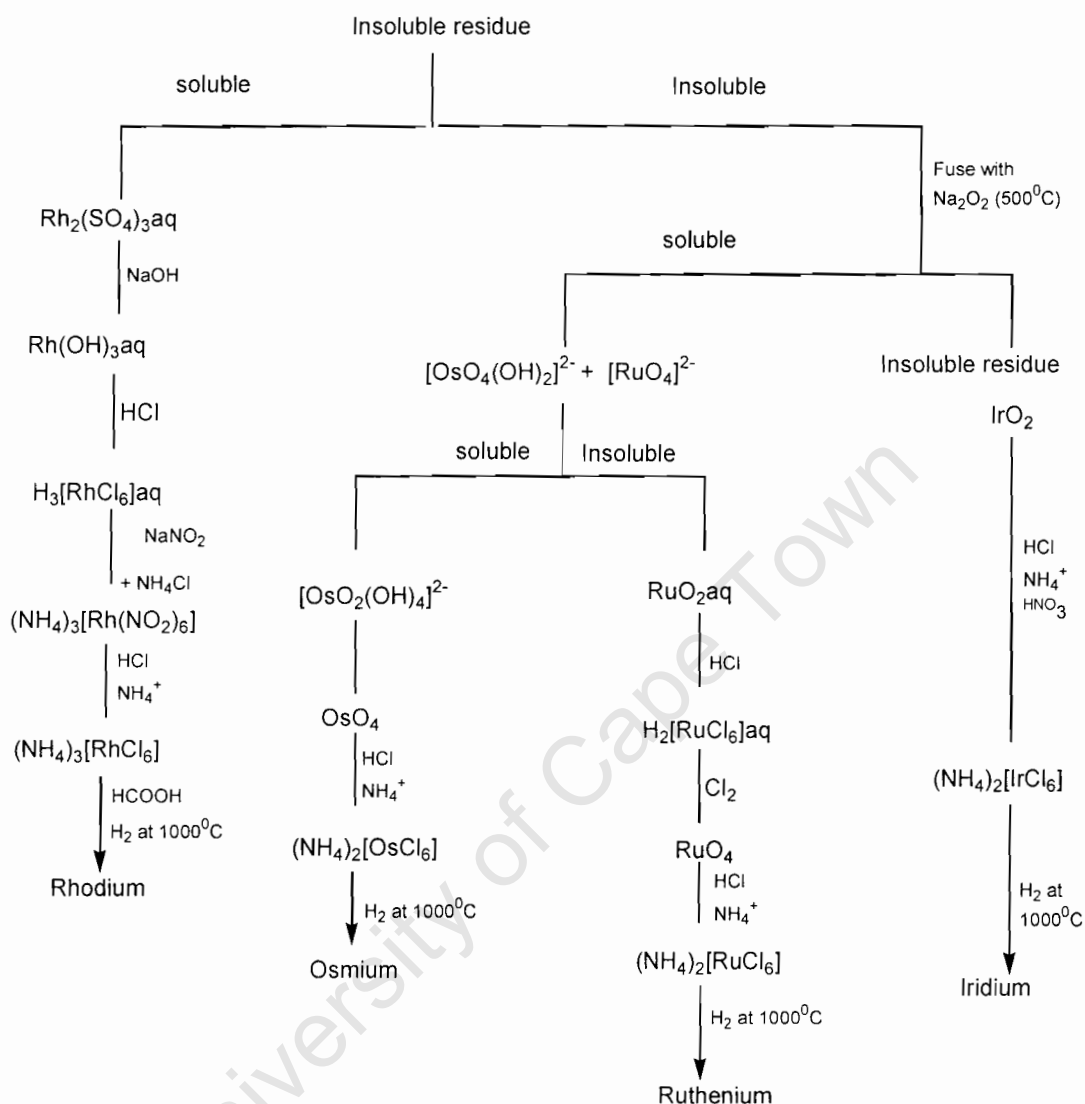 Insoluble residue
soluble
Insoluble
Fuse with
Na₂O₂ (500⁰C)
Rh₂(SO₄)₃aq
soluble
NaOH
Rh(OH)₃aq
[OsO₄(OH)₂]²⁻ + [RuO₄]²⁻
Insoluble residue
IrO₂
HCl
soluble
Insoluble
H₃[RhCl₆]aq
NaNO₂
+ NH₄Cl
(NH₄)₃[Rh(NO₂)₆]
[OsO₂(OH)₄]²⁻
RuO₂aq
HCl
NH₄⁺
HNO₃
HCl
NH₄⁺
HCl
(NH₄)₃[RhCl₆]
OsO₄
H₂[RuCl₆]aq
(NH₄)₂[IrCl₆]
HCOOH
H₂ at 1000⁰C
HCl
NH₄⁺
Cl₂
Rhodium
(NH₄)₂[OsCl₆]
RuO₄
HCl
NH₄⁺
H₂ at
1000⁰C
H₂ at 1000⁰C
Osmium
(NH₄)₂[RuCl₆]
Iridium
H₂ at 1000⁰C
Ruthenium
iversity of Cape Town